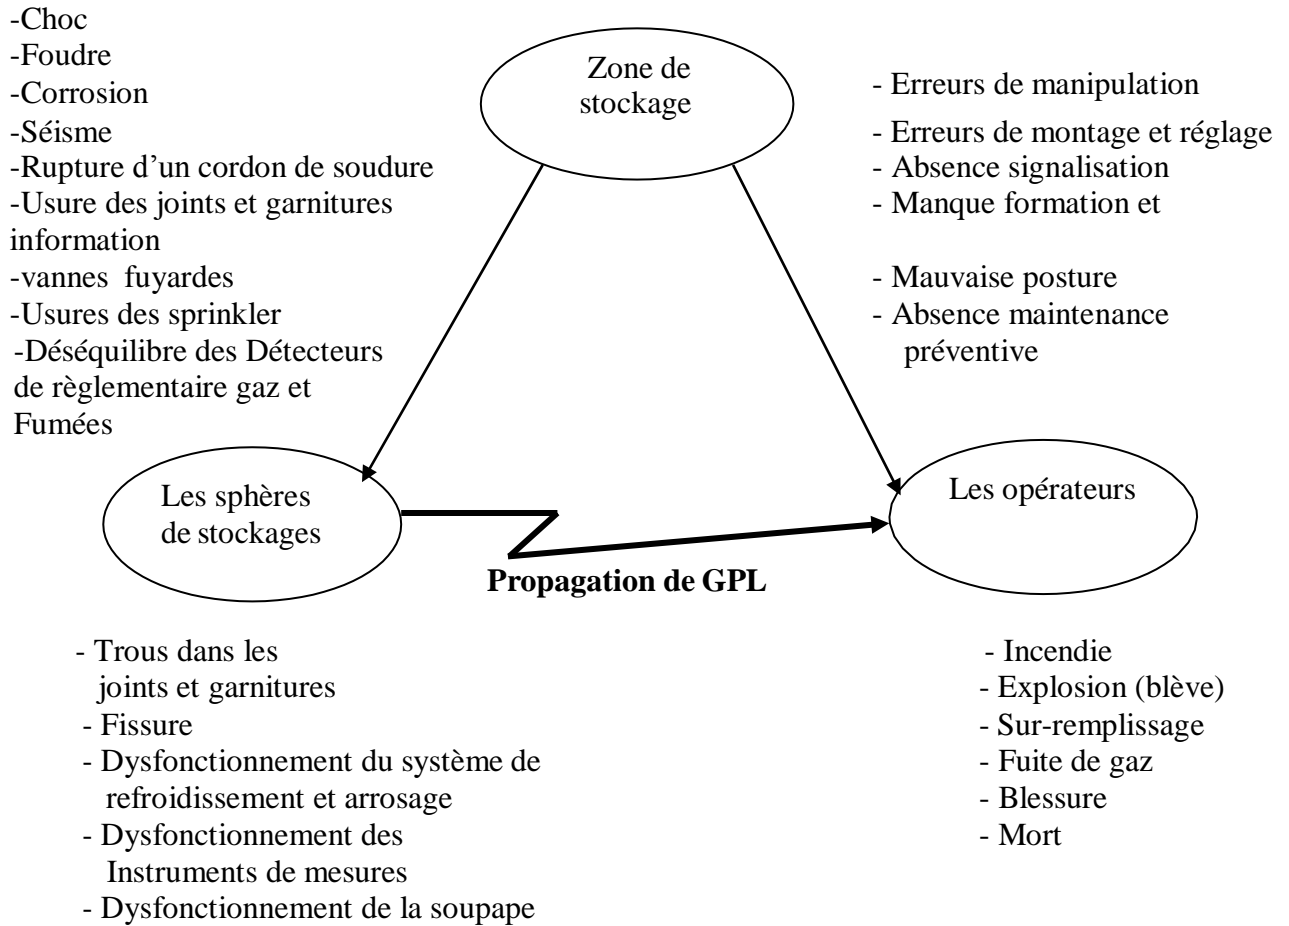 -Choc
-Foudre
-Corrosion
-Séisme
-Rupture d’un cordon de soudure
-Usure des joints et garnitures
information
-vannes fuyardes
-Usures des sprinkler
-Déséquilibre des Détecteurs
de règlementaire gaz et
Fumées
Zone de
stockage
- Erreurs de manipulation
- Erreurs de montage et réglage
- Absence signalisation
- Manque formation et
- Mauvaise posture
- Absence maintenance
préventive
Les sphères
de stockages
Propagation de GPL
Les opérateurs
- Trous dans les
joints et garnitures
- Fissure
- Dysfonctionnement du système de
refroidissement et arrosage
- Dysfonctionnement des
Instruments de mesures
- Dysfonctionnement de la soupape
- Incendie
- Explosion (blève)
- Sur-remplissage
- Fuite de gaz
- Blessure
- Mort